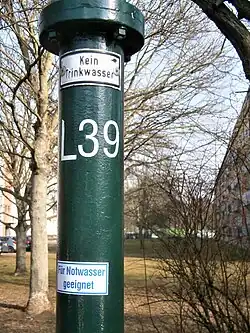 Kein
Trinkwasser
L39
Für Notwasser
geeignet